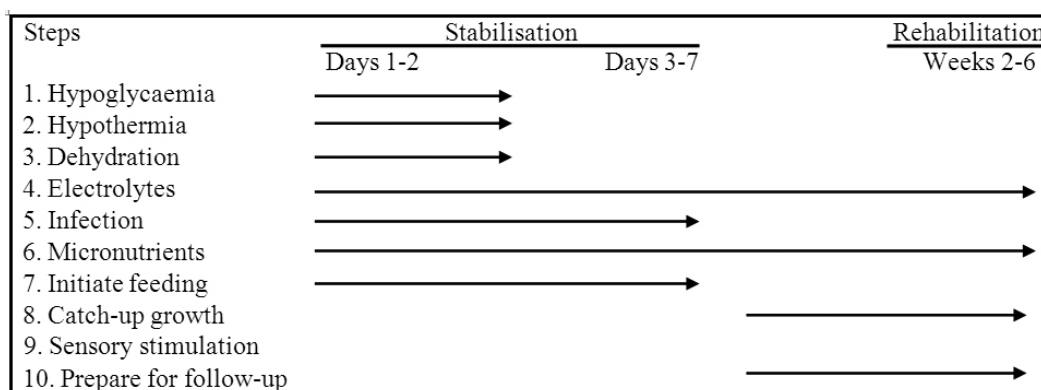 Steps Stabilisation Rehabilitation
Days 1-2 Days 3-7 Weeks 2-6
1. Hypoglycaemia
2. Hypothermia
3. Dehydration
4. Electrolytes
5. Infection
6. Micronutrients
7. Initiate feeding
8. Catch-up growth
9. Sensory stimulation
10. Prepare for follow-up